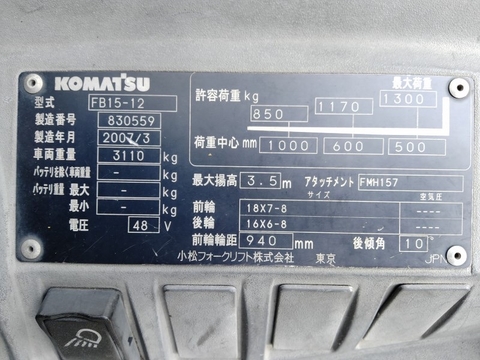 KOMATSU
型式 FB15-12
製造番号 830559
製造年月 2007/3
車両重量 3110 kg
バッテリを除く車両重量 - kg
バッテリ重量 最大 - kg
最小 - kg
電圧 48 V
許容荷重 kg 最大荷重
850 1170 1300
荷重中心 mm 1000 600 500
最大揚高 3.5 m アタッチメント FMH157
サイズ 空気圧
前輪 18X7-8 ----
後輪 16X6-8 ----
前輪輪距 940 mm 後傾角 10°
小松フォークリフト株式会社 東京 JPN